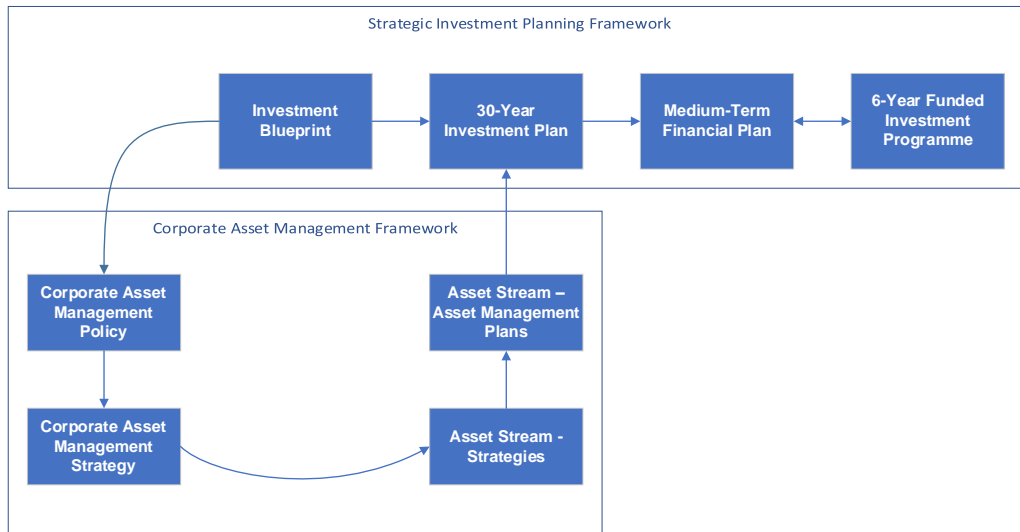 Strategic Investment Planning Framework
Investment
Blueprint
30-Year
Investment Plan
Medium-Term
Financial Plan
6-Year Funded
Investment
Programme
Corporate Asset Management Framework
Corporate Asset
Management
Policy
Asset Stream –
Asset Management
Plans
Corporate Asset
Management
Strategy
Asset Stream -
Strategies